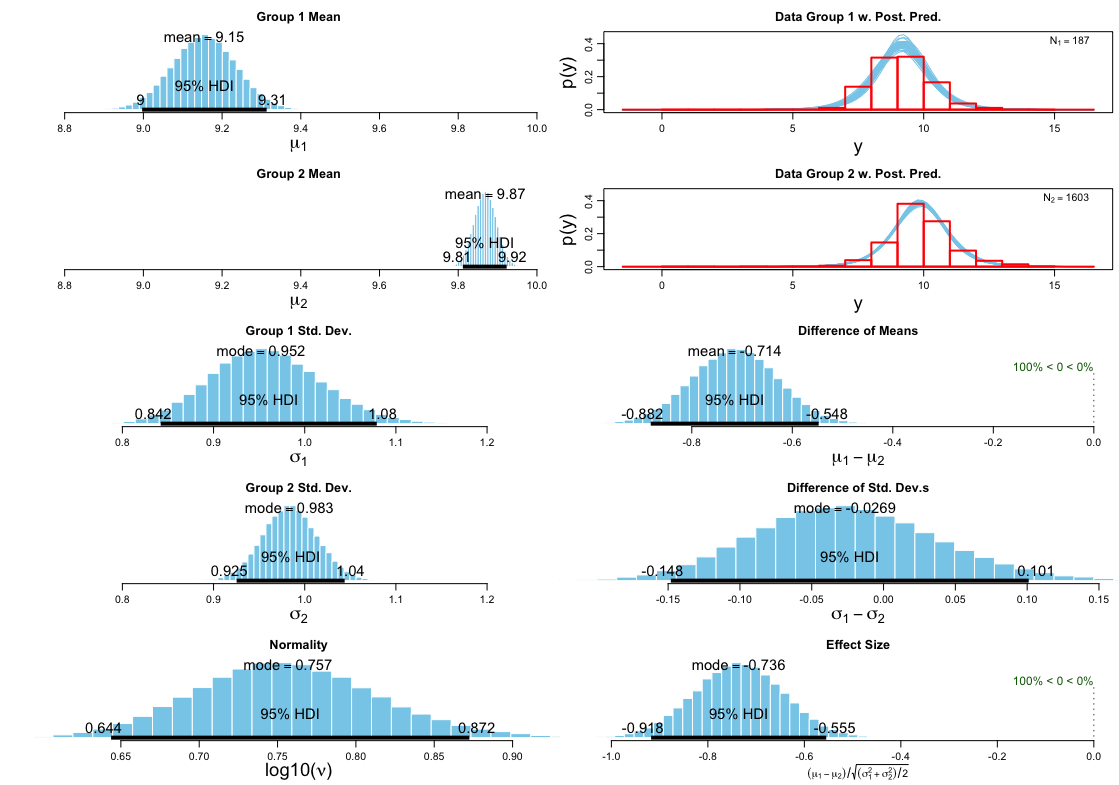 Group 1 Mean
mean = 9.15
95% HDI
9 9.31
8.8 9.0 9.2 9.4 9.6 9.8 10.0
μ1
Data Group 1 w. Post. Pred.
N1 = 187
p(y)
0.0 0.2 0.4
0 5 10 15
y
Group 2 Mean
mean = 9.87
95% HDI
9.81 9.92
8.8 9.0 9.2 9.4 9.6 9.8 10.0
μ2
Data Group 2 w. Post. Pred.
N2 = 1603
p(y)
0.0 0.2 0.4
0 5 10 15
y
Group 1 Std. Dev.
mode = 0.952
95% HDI
0.842 1.08
0.8 0.9 1.0 1.1 1.2
σ1
Difference of Means
mean = -0.714
100% < 0 < 0%
95% HDI
-0.882 -0.548
-0.8 -0.6 -0.4 -0.2 0.0
μ1 − μ2
Group 2 Std. Dev.
mode = 0.983
95% HDI
0.925 1.04
0.8 0.9 1.0 1.1 1.2
σ2
Difference of Std. Dev.s
mode = -0.0269
95% HDI
-0.148 0.101
-0.15 -0.10 -0.05 0.00 0.05 0.10 0.15
σ1 − σ2
Normality
mode = 0.757
95% HDI
0.644 0.872
0.65 0.70 0.75 0.80 0.85 0.90
log10(ν)
Effect Size
mode = -0.736
100% < 0 < 0%
95% HDI
-0.918 -0.555
-1.0 -0.8 -0.6 -0.4 -0.2 0.0
(μ1 − μ2)/√(σ1² + σ2²)/2